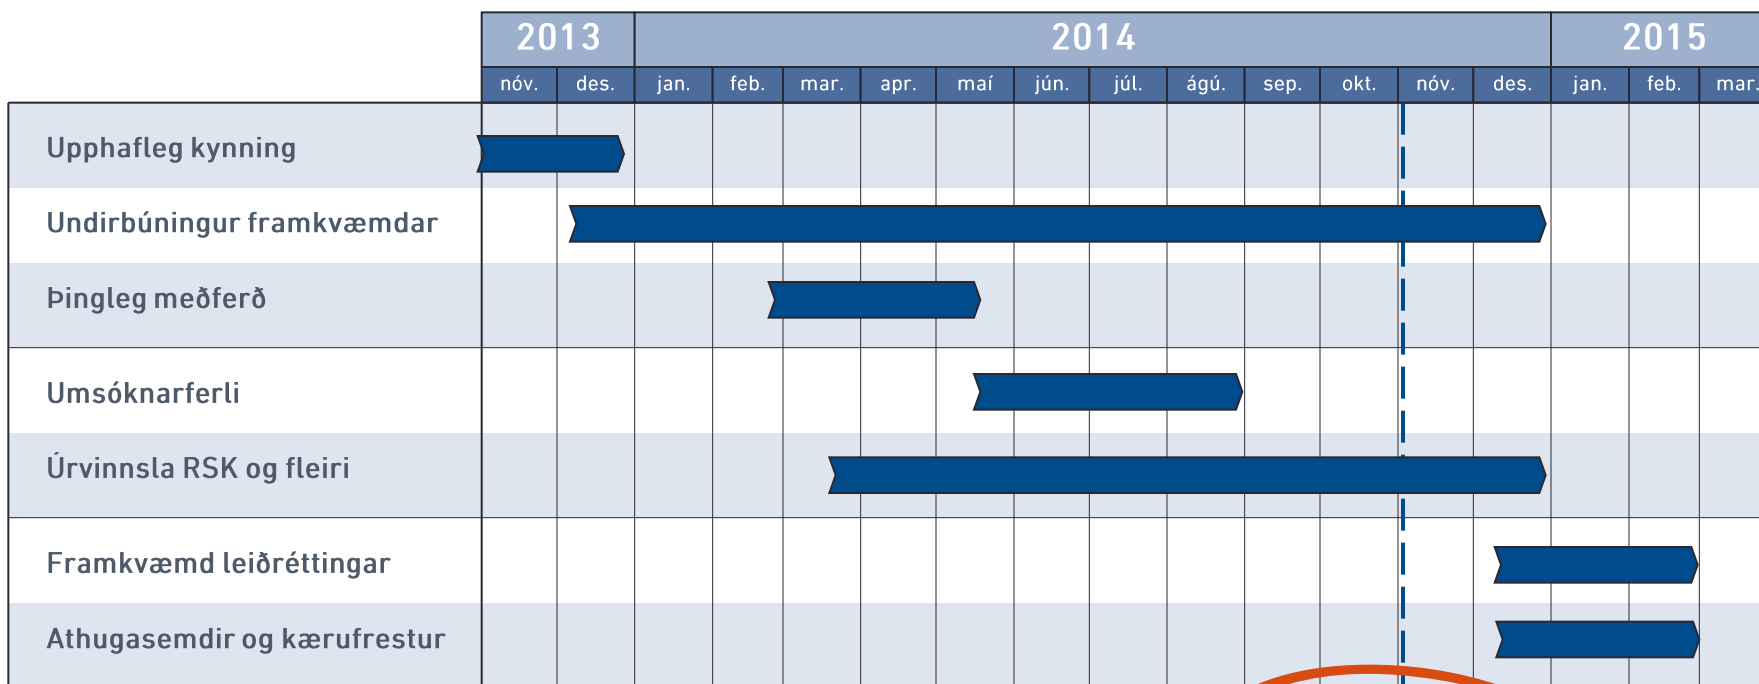 2013 2014 2015
nóv. des. jan. feb. mar. apr. maí jún. júl. ágú. sep. okt. nóv. des. jan. feb. mar.
Upphafleg kynning
Undirbúningur framkvæmdar
Þingleg meðferð
Umsóknarferli
Úrvinnsla RSK og fleiri
Framkvæmd leiðréttingar
Athugasemdir og kærufrestur